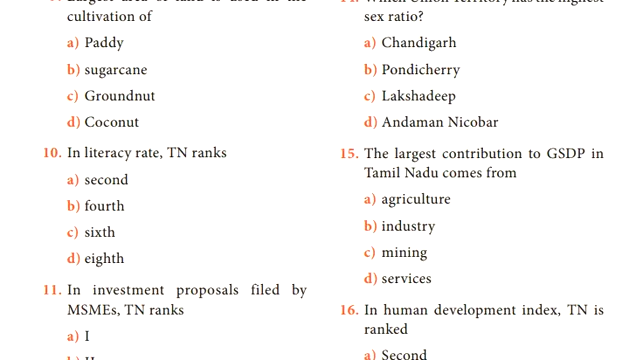 cultivation of
a) Paddy
b) sugarcane
c) Groundnut
d) Coconut
10. In literacy rate, TN ranks
a) second
b) fourth
c) sixth
d) eighth
11. In investment proposals filed by
MSMEs, TN ranks
a) I
sex ratio?
a) Chandigarh
b) Pondicherry
c) Lakshadeep
d) Andaman Nicobar
15. The largest contribution to GSDP in
Tamil Nadu comes from
a) agriculture
b) industry
c) mining
d) services
16. In human development index, TN is
ranked
a) Second